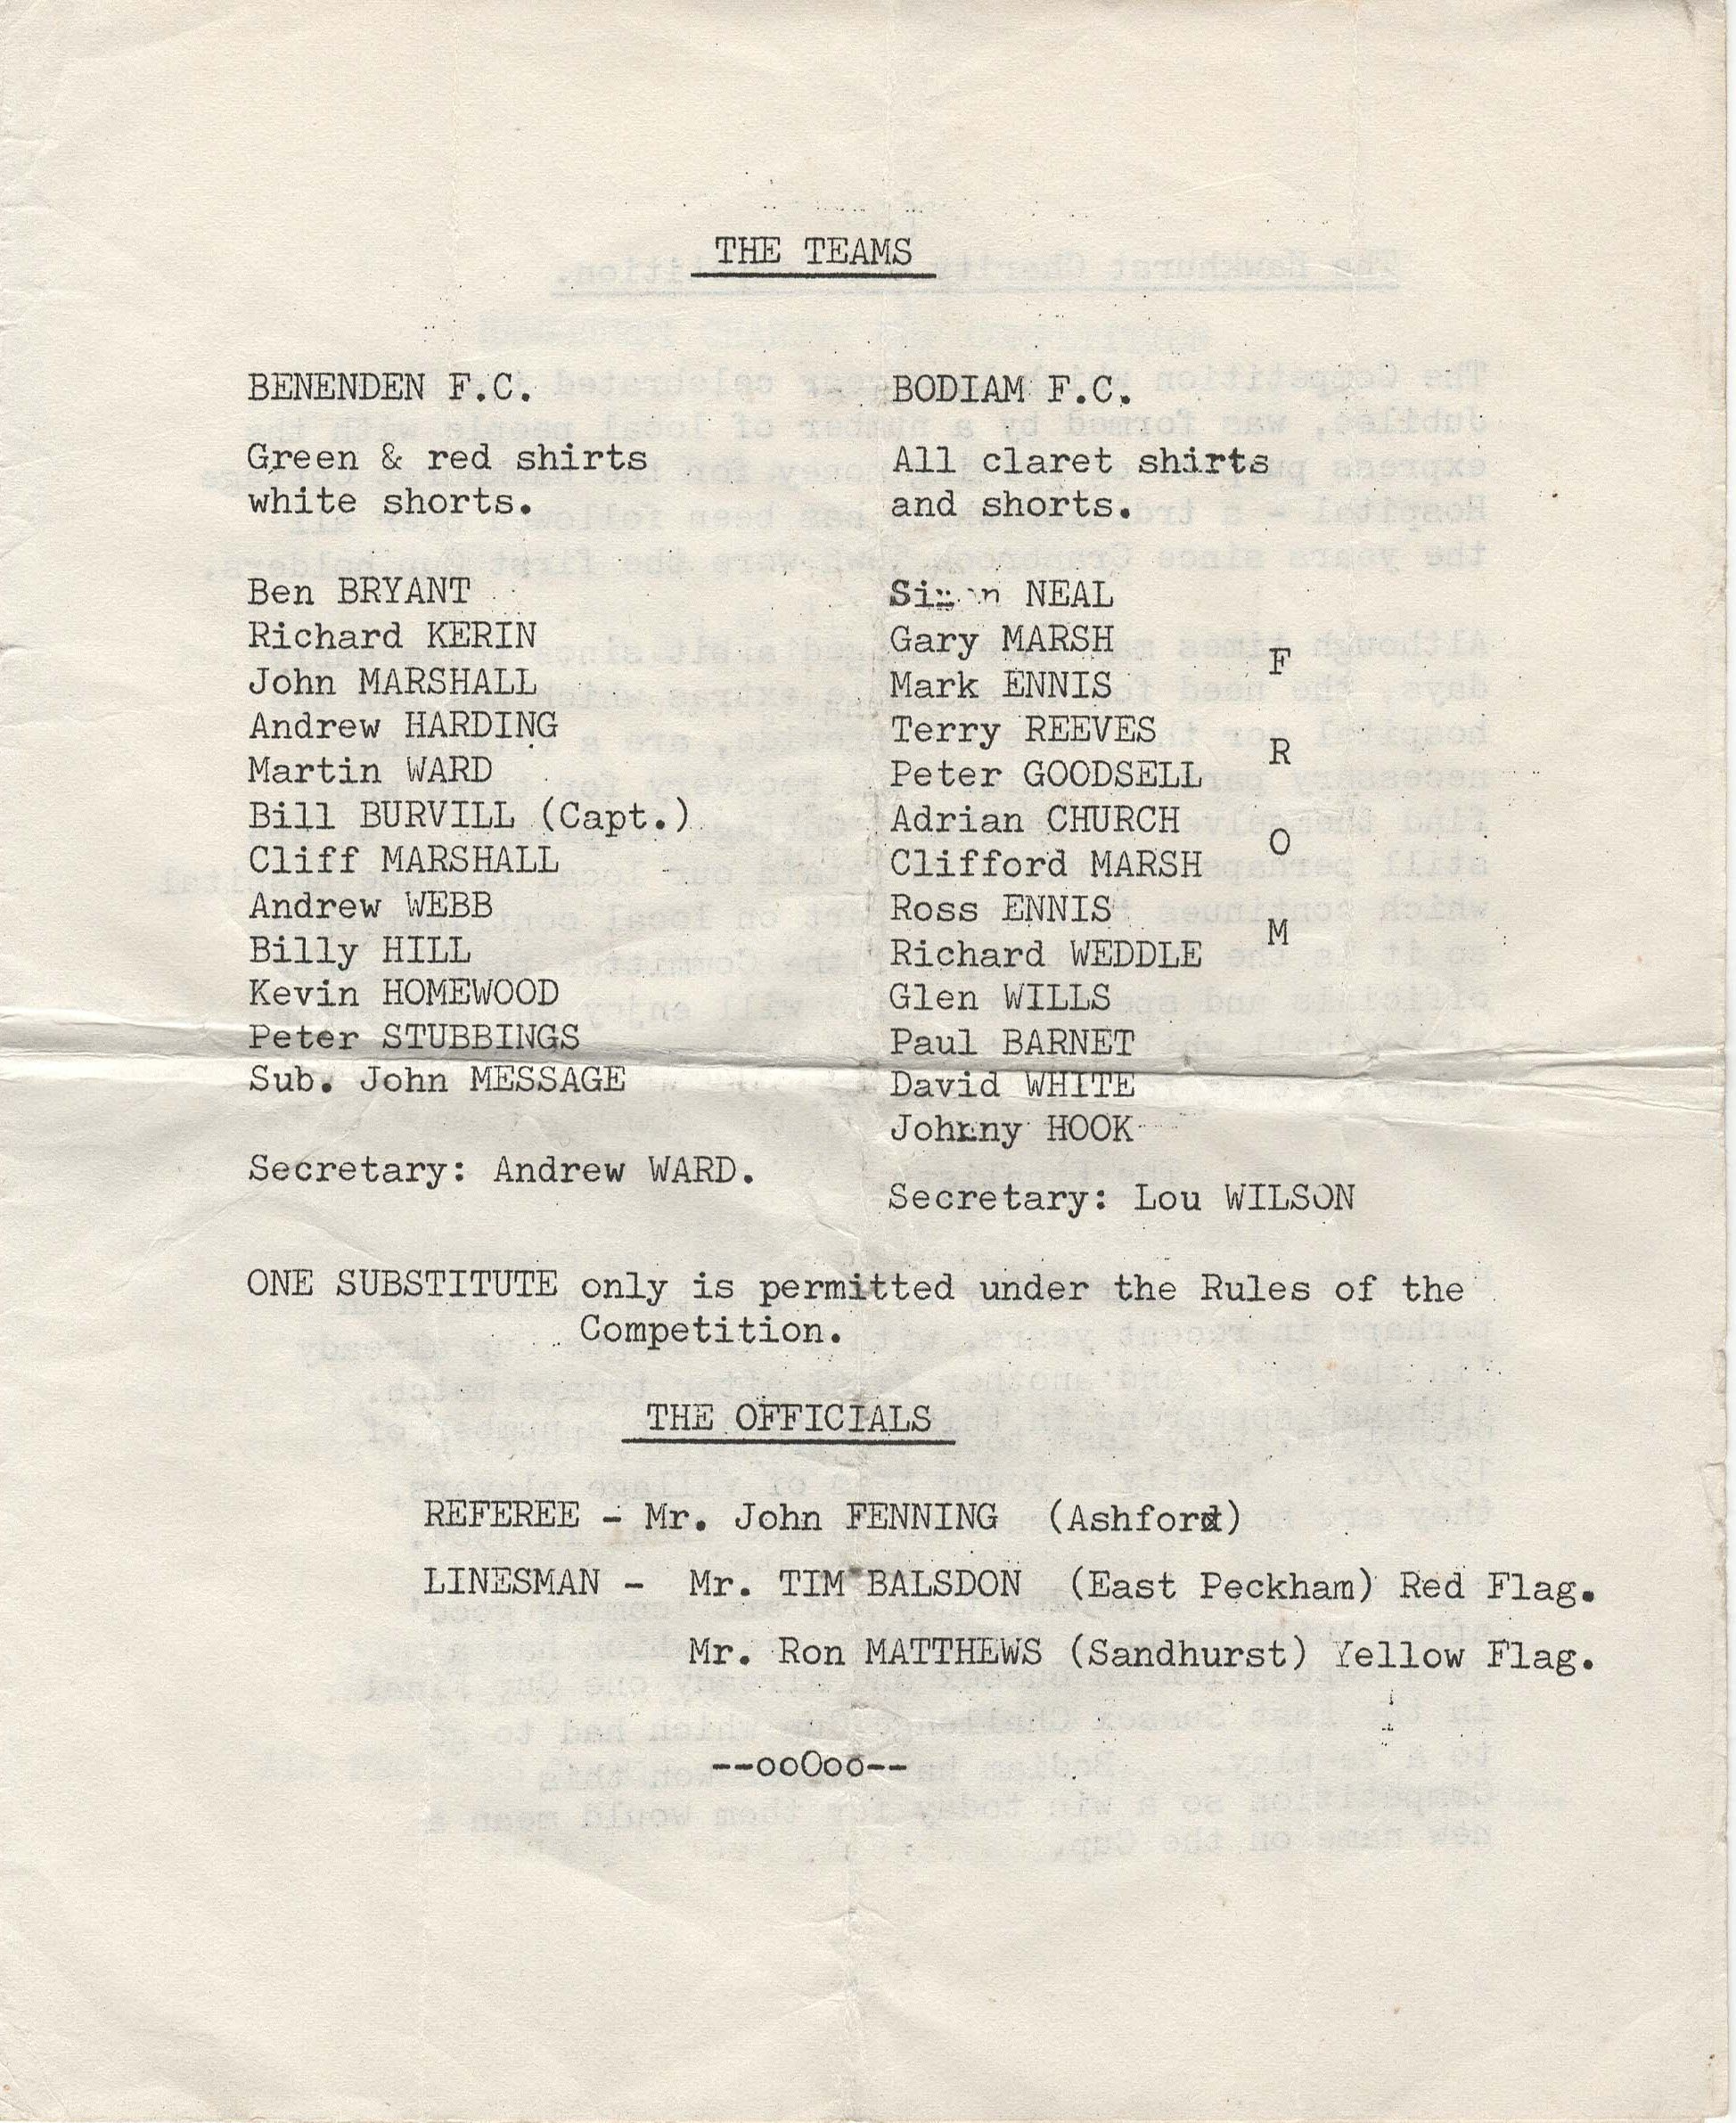 THE TEAMS
BENENDEN F.C.
Green & red shirts
white shorts.
Ben BRYANT
Richard KERIN
John MARSHALL
Andrew HARDING
Martin WARD
Bill BURVILL (Capt.)
Cliff MARSHALL
Andrew WEBB
Billy HILL
Kevin HOMEWOOD
Peter STUBBINGS
Sub. John MESSAGE
Secretary: Andrew WARD.
BODIAM F.C.
All claret shirts
and shorts.
Simon NEAL
Gary MARSH
Mark ENNIS
Terry REEVES
Peter GOODSELL
Adrian CHURCH
Clifford MARSH
Ross ENNIS
Richard WEDDLE
Glen WILLS
Paul BARNET
David WHITE
Johnny HOOK
F
R
O
M
Secretary: Lou WILSON
ONE SUBSTITUTE only is permitted under the Rules of the
Competition.
THE OFFICIALS
REFEREE - Mr. John FENNING (Ashford)
LINESMAN - Mr. TIM BALSDON (East Peckham) Red Flag.
Mr. Ron MATTHEWS (Sandhurst) Yellow Flag.
--ooOoo--